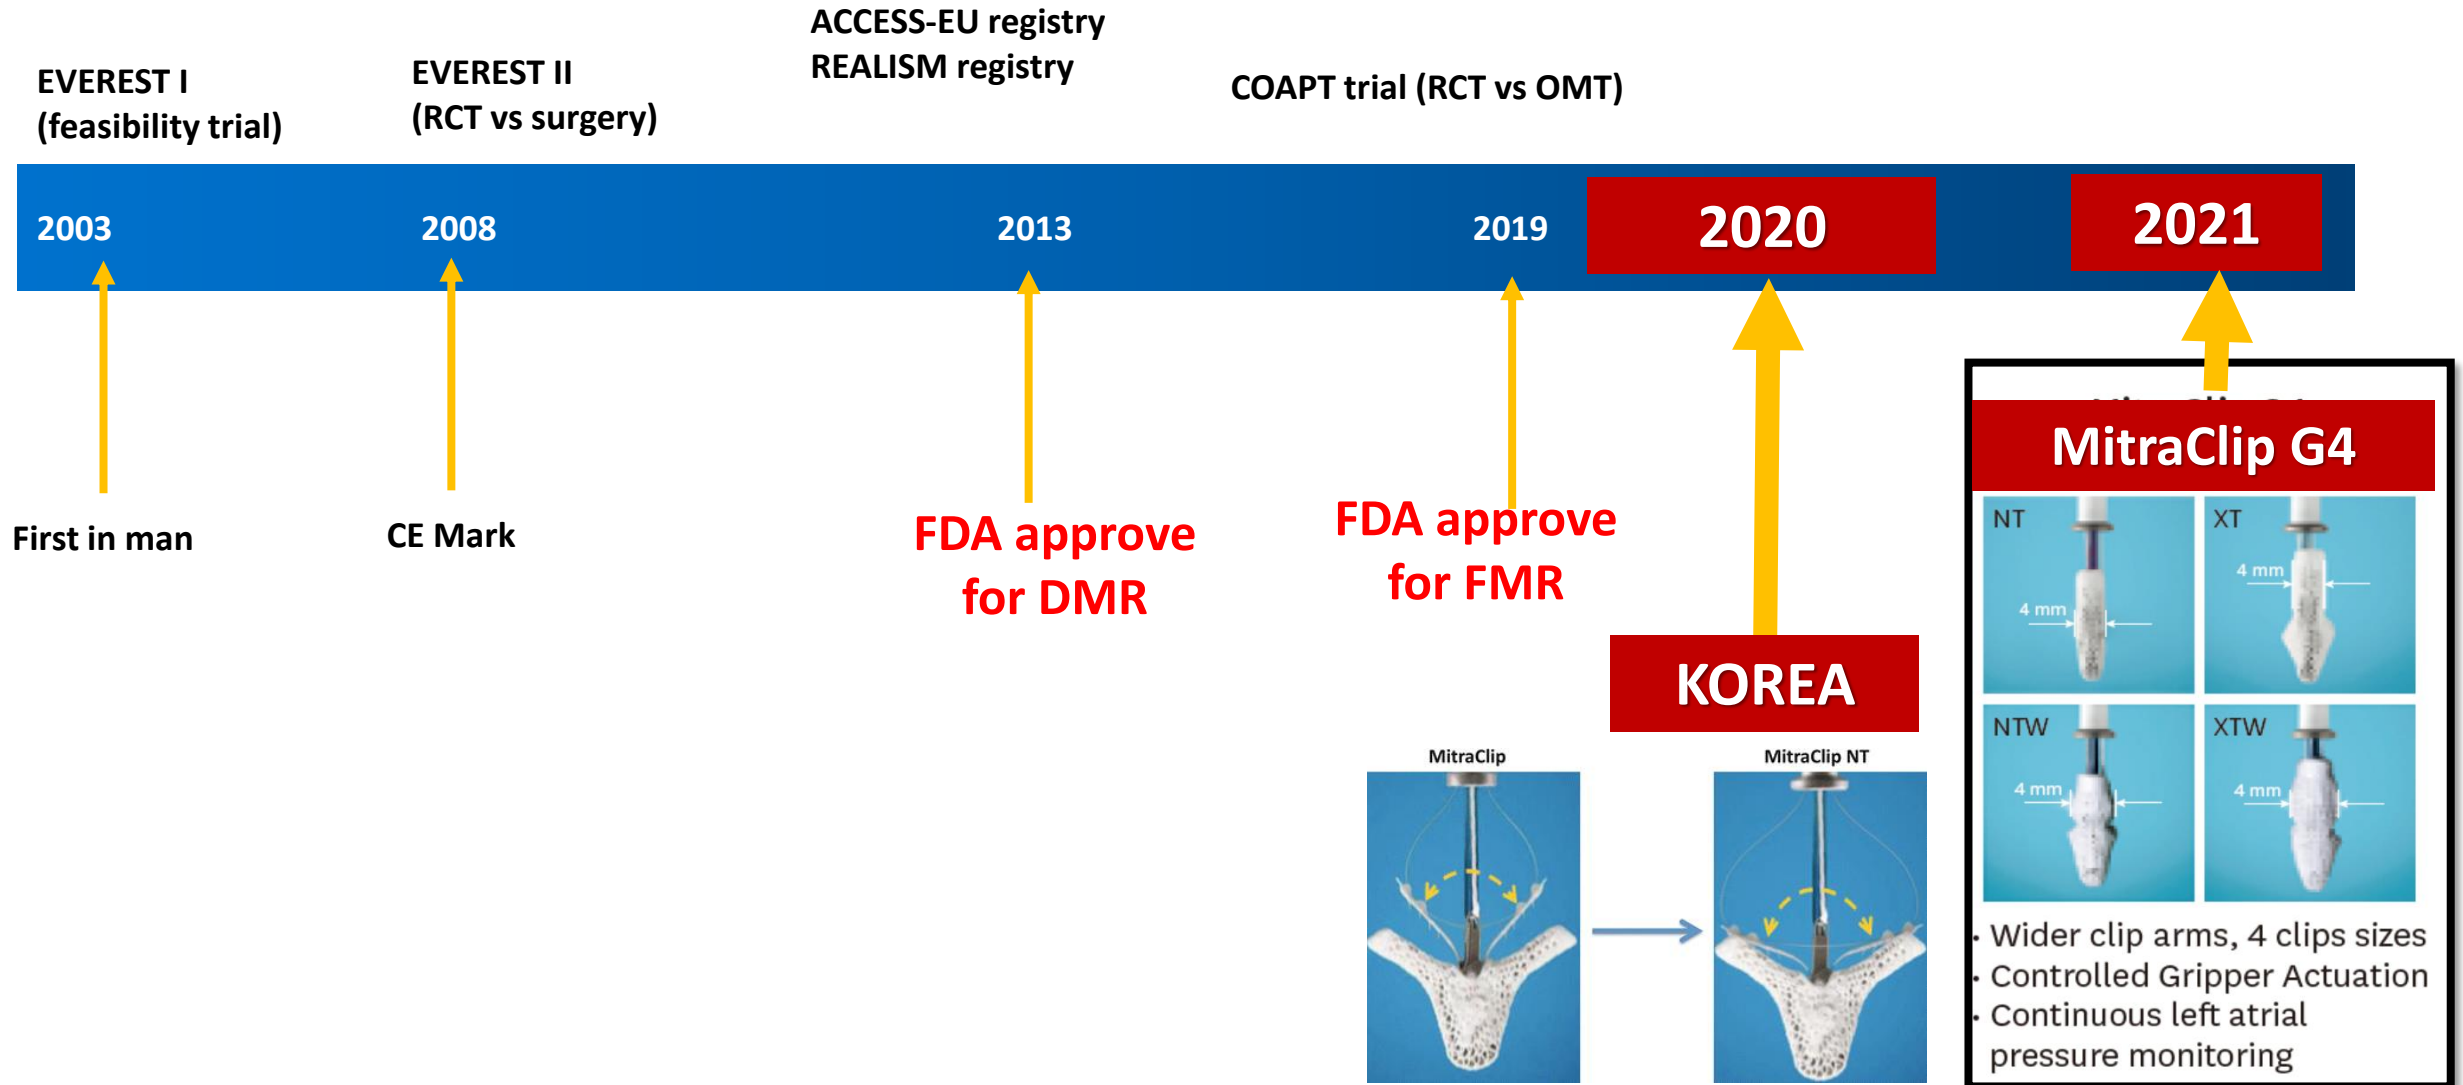 ACCESS-EU registry
REALISM registry
EVEREST I
(feasibility trial)
EVEREST II
(RCT vs surgery)
COAPT trial (RCT vs OMT)
2003
2008
2013
2019
2020
2021
First in man
CE Mark
FDA approve
for DMR
FDA approve
for FMR
KOREA
MitraClip
MitraClip NT
MitraClip G4
NT
4 mm
XT
4 mm
NTW
4 mm
XTW
4 mm
· Wider clip arms, 4 clips sizes
· Controlled Gripper Actuation
· Continuous left atrial
pressure monitoring